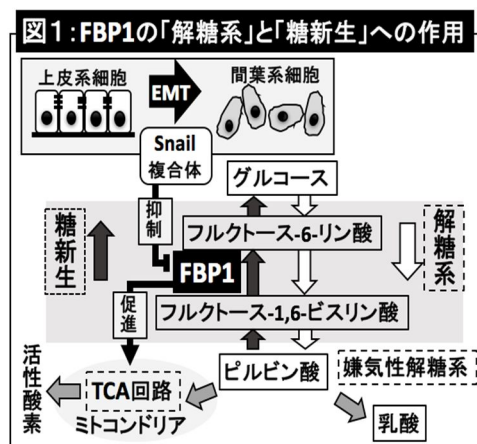 図1:FBP1の「解糖系」と「糖新生」への作用
上皮系細胞
EMT
間葉系細胞
Snail
複合体
グルコース
抑制
糖新生
フルクトース-6-リン酸
解糖系
FBP1
フルクトース-1,6-ビスリン酸
促進
活性酸素
TCA回路
ミトコンドリア
ピルビン酸
嫌気性解糖系
乳酸